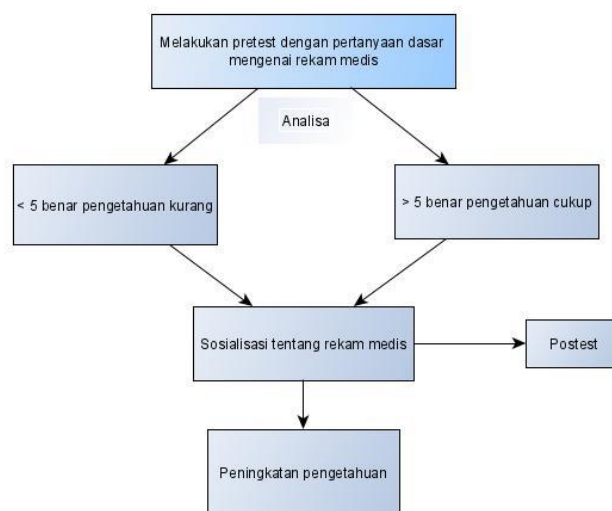 Melakukan pretest dengan pertanyaan dasar
mengenai rekam medis
Analisa
< 5 benar pengetahuan kurang
> 5 benar pengetahuan cukup
Sosialisasi tentang rekam medis
Postest
Peningkatan pengetahuan